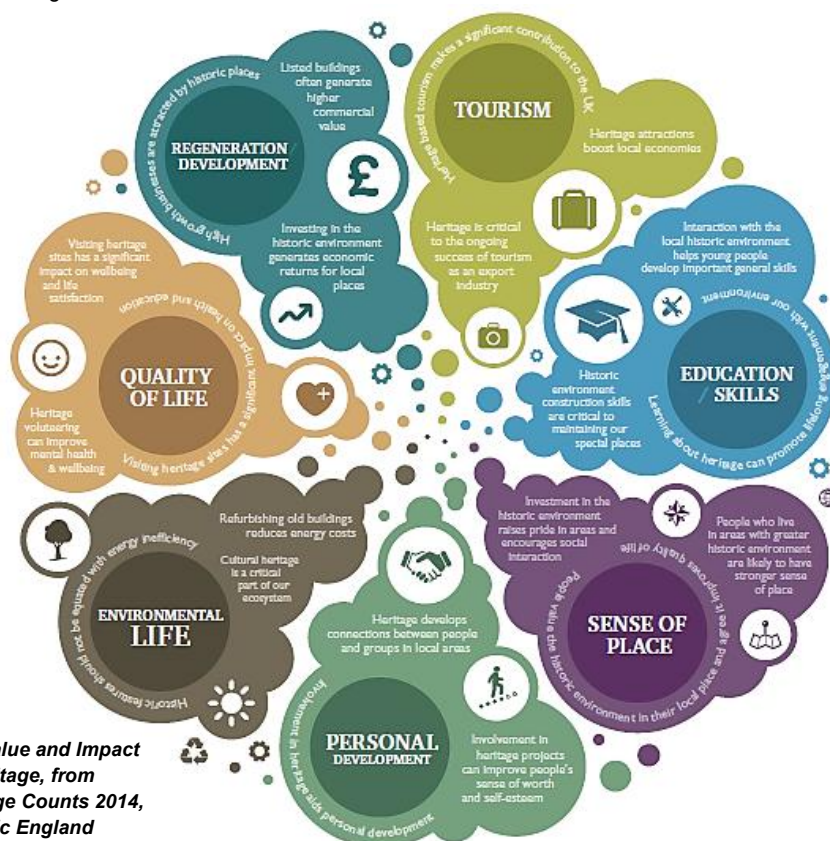 High growth businesses are attracted by historic places
REGENERATION /
DEVELOPMENT
Listed buildings
often generate
higher
commercial
value
£
Investing in the
historic environment
generates economic
returns for local
places
Heritage based tourism makes a significant contribution to the UK
TOURISM
Heritage attractions
boost local economies
Heritage is critical
to the ongoing
success of tourism
as an export
industry
Interaction with the
local historic environment
helps young people
develop important general skills
Learning about heritage can promote lifelong engagement with our environment
EDUCATION
/ SKILLS
Historic
environment
construction skills
are critical to
maintaining our
special places
Visiting heritage
sites has a significant
impact on wellbeing
and life
satisfaction
Visiting heritage sites has a significant impact on health and education
QUALITY
OF LIFE
Heritage
voluteering
can improve
mental health
& wellbeing
Refurbishing old buildings
reduces energy costs
Cultural heritage
is a critical
part of our
ecosystem
Historic features should not be equated with energy inefficiency
ENVIRONMENTAL
LIFE
Heritage develops
connections between people
and groups in local areas
Involvement in heritage aids personal development
PERSONAL
DEVELOPMENT
Involvement in
heritage projects
can improve people's
sense of worth
and self-esteem
Investment in the
historic environment
raises pride in areas and
encourages social
interaction
People who live
in areas with greater
historic environment
are likely to have
stronger sense
of place
People value the historic environment in their local place and agree it improves quality of life
SENSE OF
PLACE
alue and Impact
itage, from
ge Counts 2014,
ic England